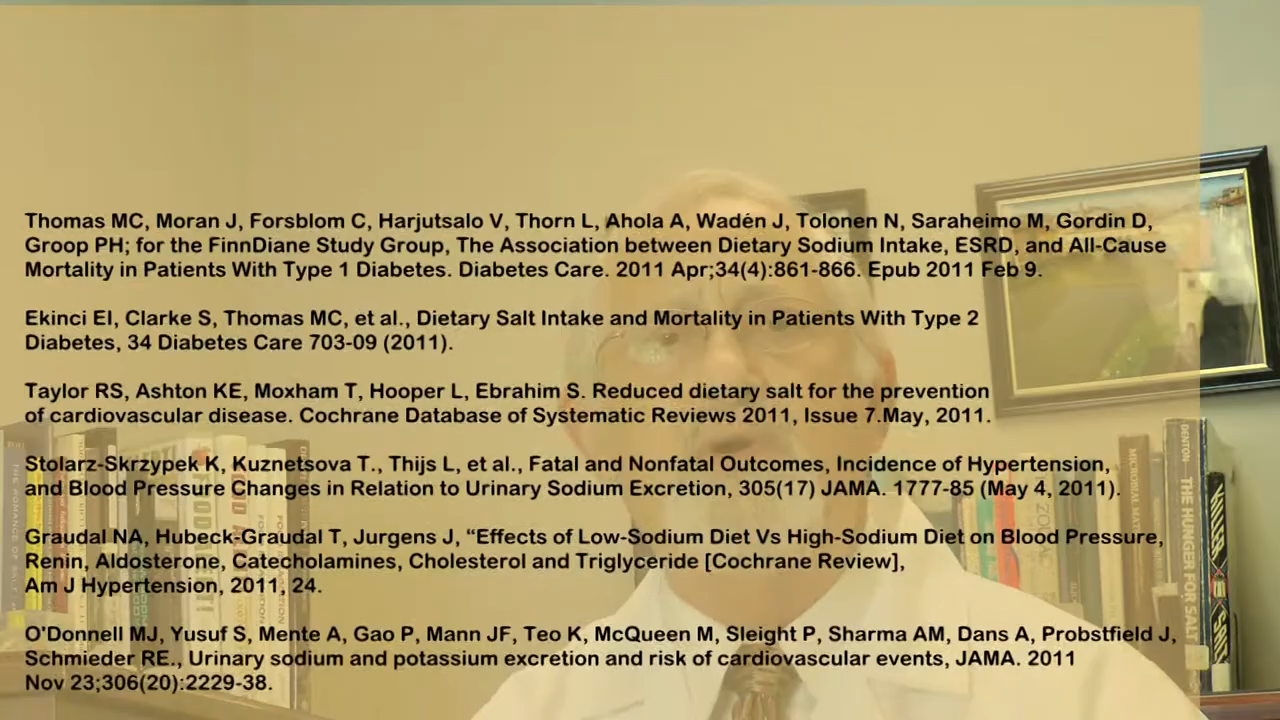 Thomas MC, Moran J, Forsblom C, Harjutsalo V, Thorn L, Ahola A, Wadén J, Tolonen N, Saraheimo M, Gordin D,
Groop PH; for the FinnDiane Study Group, The Association between Dietary Sodium Intake, ESRD, and All-Cause
Mortality in Patients With Type 1 Diabetes. Diabetes Care. 2011 Apr;34(4):861-866. Epub 2011 Feb 9.
Ekinci EI, Clarke S, Thomas MC, et al., Dietary Salt Intake and Mortality in Patients With Type 2
Diabetes, 34 Diabetes Care 703-09 (2011).
Taylor RS, Ashton KE, Moxham T, Hooper L, Ebrahim S. Reduced dietary salt for the prevention
of cardiovascular disease. Cochrane Database of Systematic Reviews 2011, Issue 7.May, 2011.
Stolarz-Skrzypek K, Kuznetsova T., Thijs L, et al., Fatal and Nonfatal Outcomes, Incidence of Hypertension,
and Blood Pressure Changes in Relation to Urinary Sodium Excretion, 305(17) JAMA. 1777-85 (May 4, 2011).
Graudal NA, Hubeck-Graudal T, Jurgens J, “Effects of Low-Sodium Diet Vs High-Sodium Diet on Blood Pressure,
Renin, Aldosterone, Catecholamines, Cholesterol and Triglyceride [Cochrane Review],
Am J Hypertension, 2011, 24.
O'Donnell MJ, Yusuf S, Mente A, Gao P, Mann JF, Teo K, McQueen M, Sleight P, Sharma AM, Dans A, Probstfield J,
Schmieder RE., Urinary sodium and potassium excretion and risk of cardiovascular events, JAMA. 2011
Nov 23;306(20):2229-38.
DENTON
THE HUNGER FOR SALT